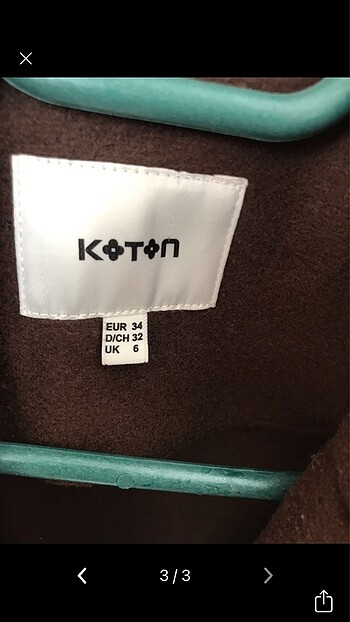 KOTON
EUR 34
D/CH 32
UK 6
3 / 3